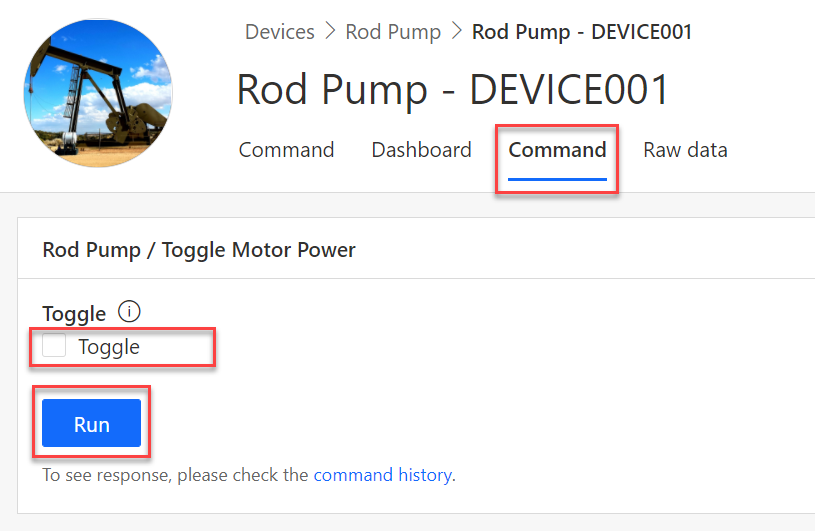 Devices > Rod Pump > Rod Pump - DEVICE001
Rod Pump - DEVICE001
Command Dashboard Command Raw data
Rod Pump / Toggle Motor Power
Toggle
Toggle
Run
To see response, please check the command history.